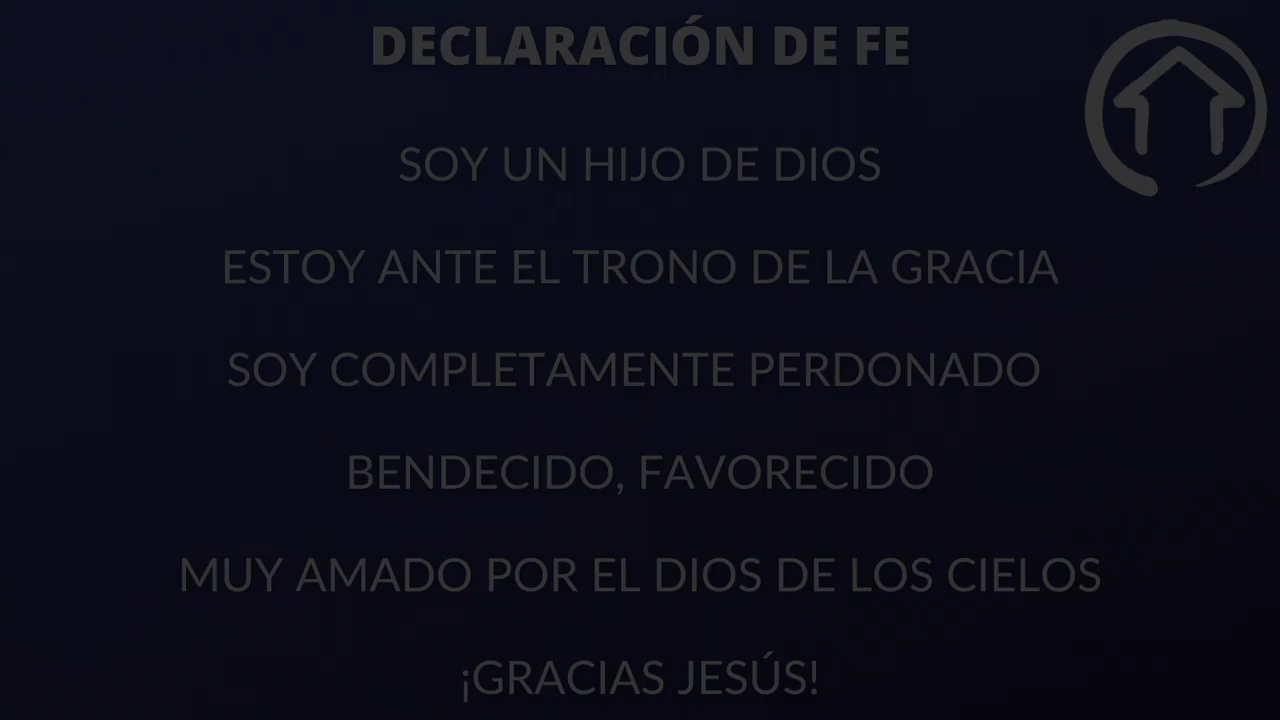 DECLARACIÓN DE FE
SOY UN HIJO DE DIOS
ESTOY ANTE EL TRONO DE LA GRACIA
SOY COMPLETAMENTE PERDONADO
BENDECIDO, FAVORECIDO
MUY AMADO POR EL DIOS DE LOS CIELOS
¡GRACIAS JESÚS!